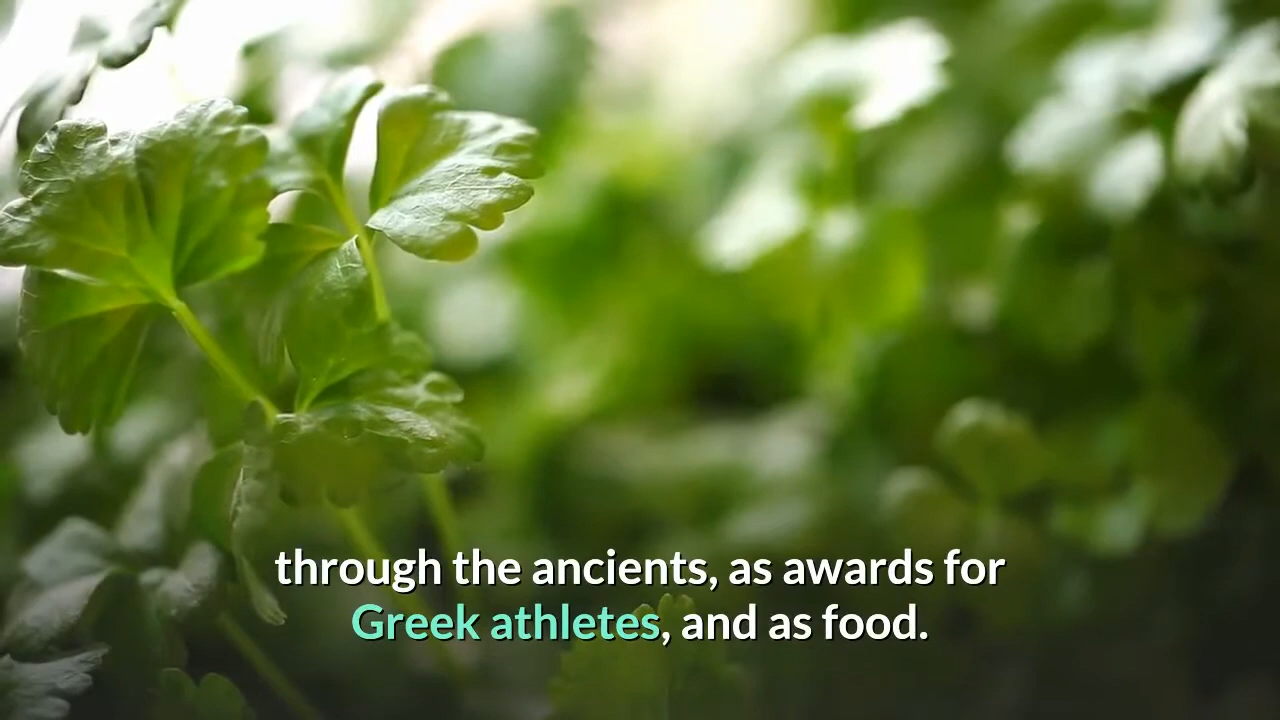 through the ancients, as awards for
Greek athletes, and as food.